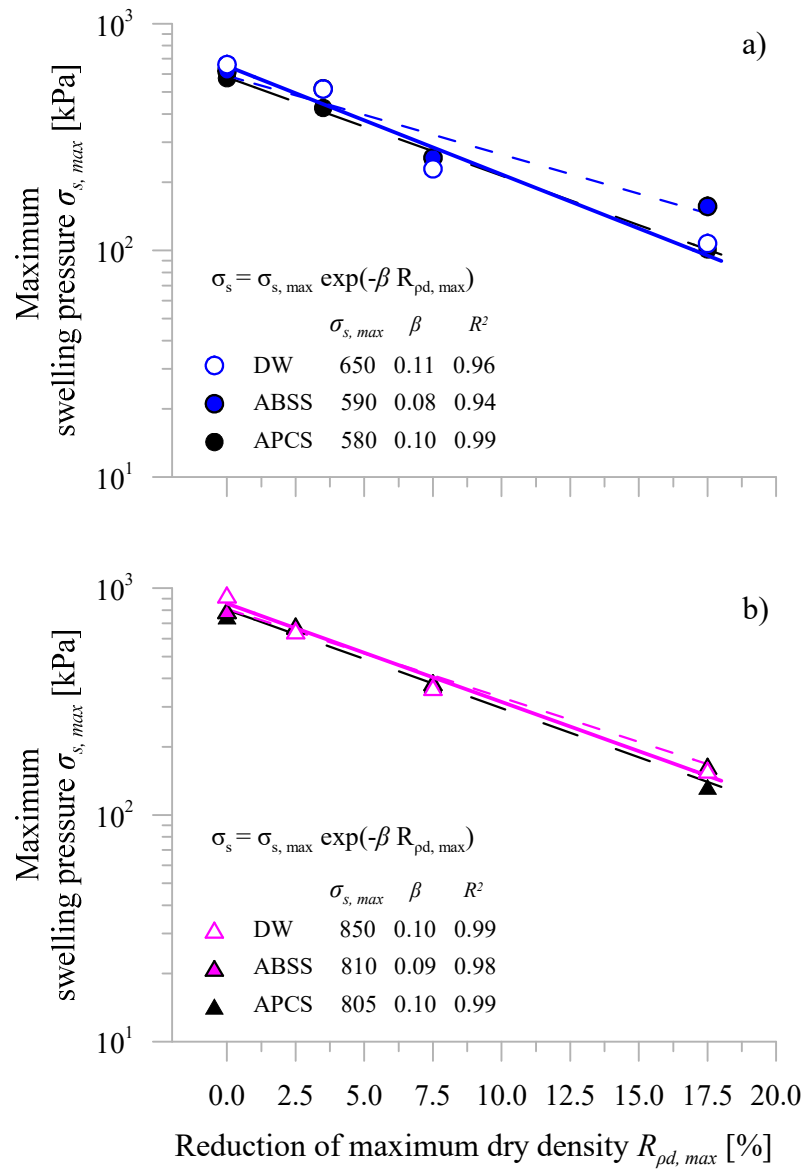 a)
10³
10²
10¹
Maximum
swelling pressure σs, max [kPa]
σs = σs, max exp(-β Rρd, max)
σs, max β R²
DW 650 0.11 0.96
ABSS 590 0.08 0.94
APCS 580 0.10 0.99
b)
10³
10²
10¹
Maximum
swelling pressure σs, max [kPa]
σs = σs, max exp(-β Rρd, max)
σs, max β R²
DW 850 0.10 0.99
ABSS 810 0.09 0.98
APCS 805 0.10 0.99
0.0 2.5 5.0 7.5 10.0 12.5 15.0 17.5 20.0
Reduction of maximum dry density Rρd, max [%]